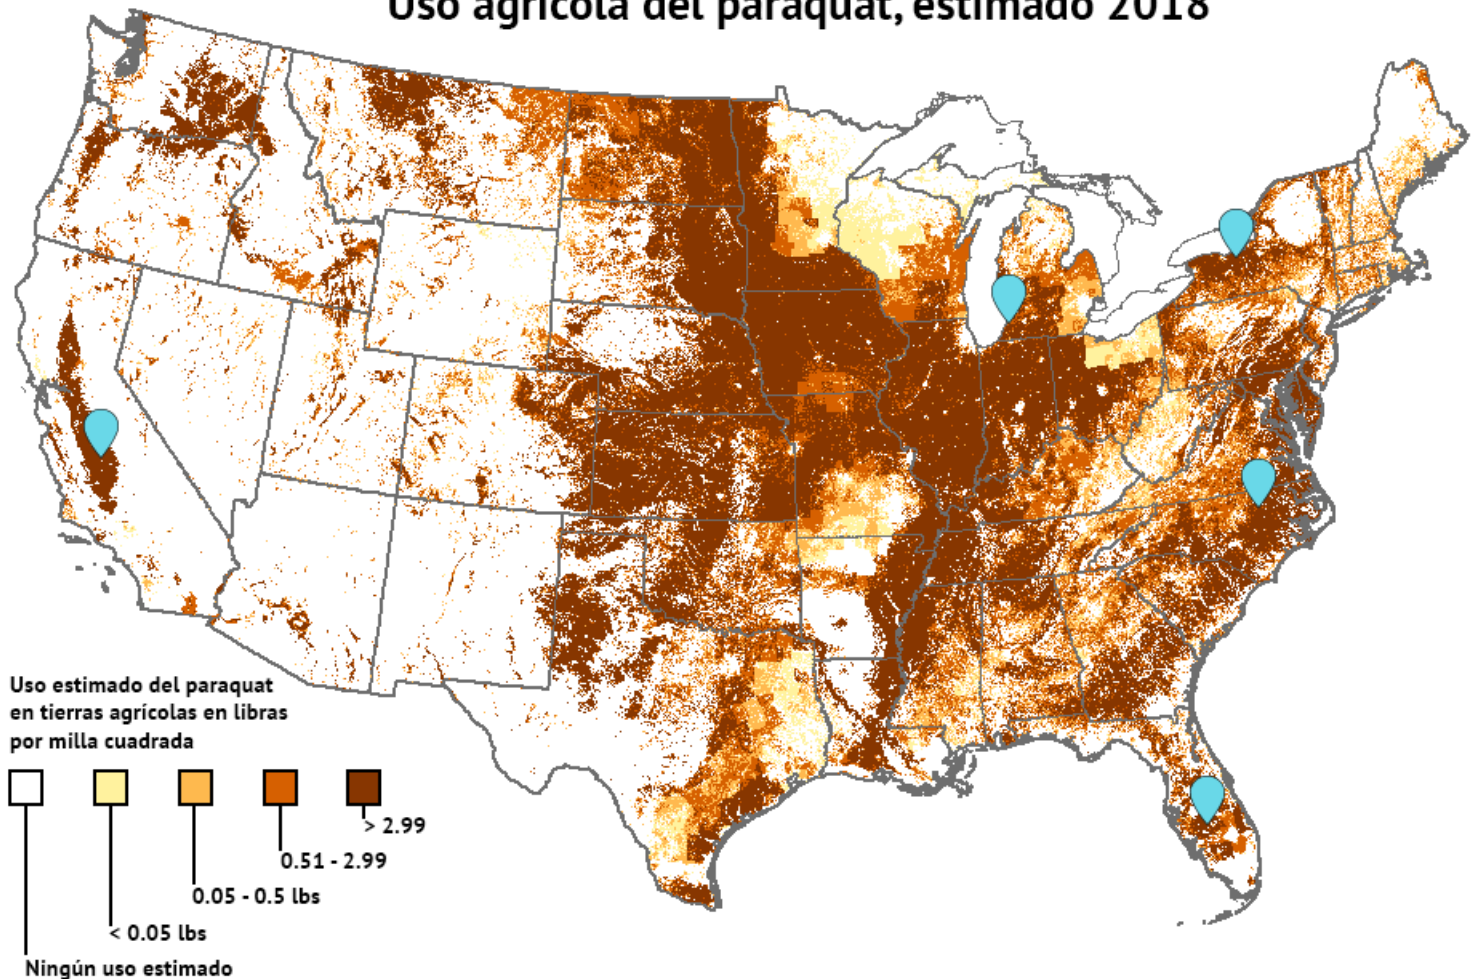 Uso agrícola del paraquat, estimado 2018
Uso estimado del paraquat
en tierras agrícolas en libras
por milla cuadrada
> 2.99
0.51 - 2.99
0.05 - 0.5 lbs
< 0.05 lbs
Ningún uso estimado